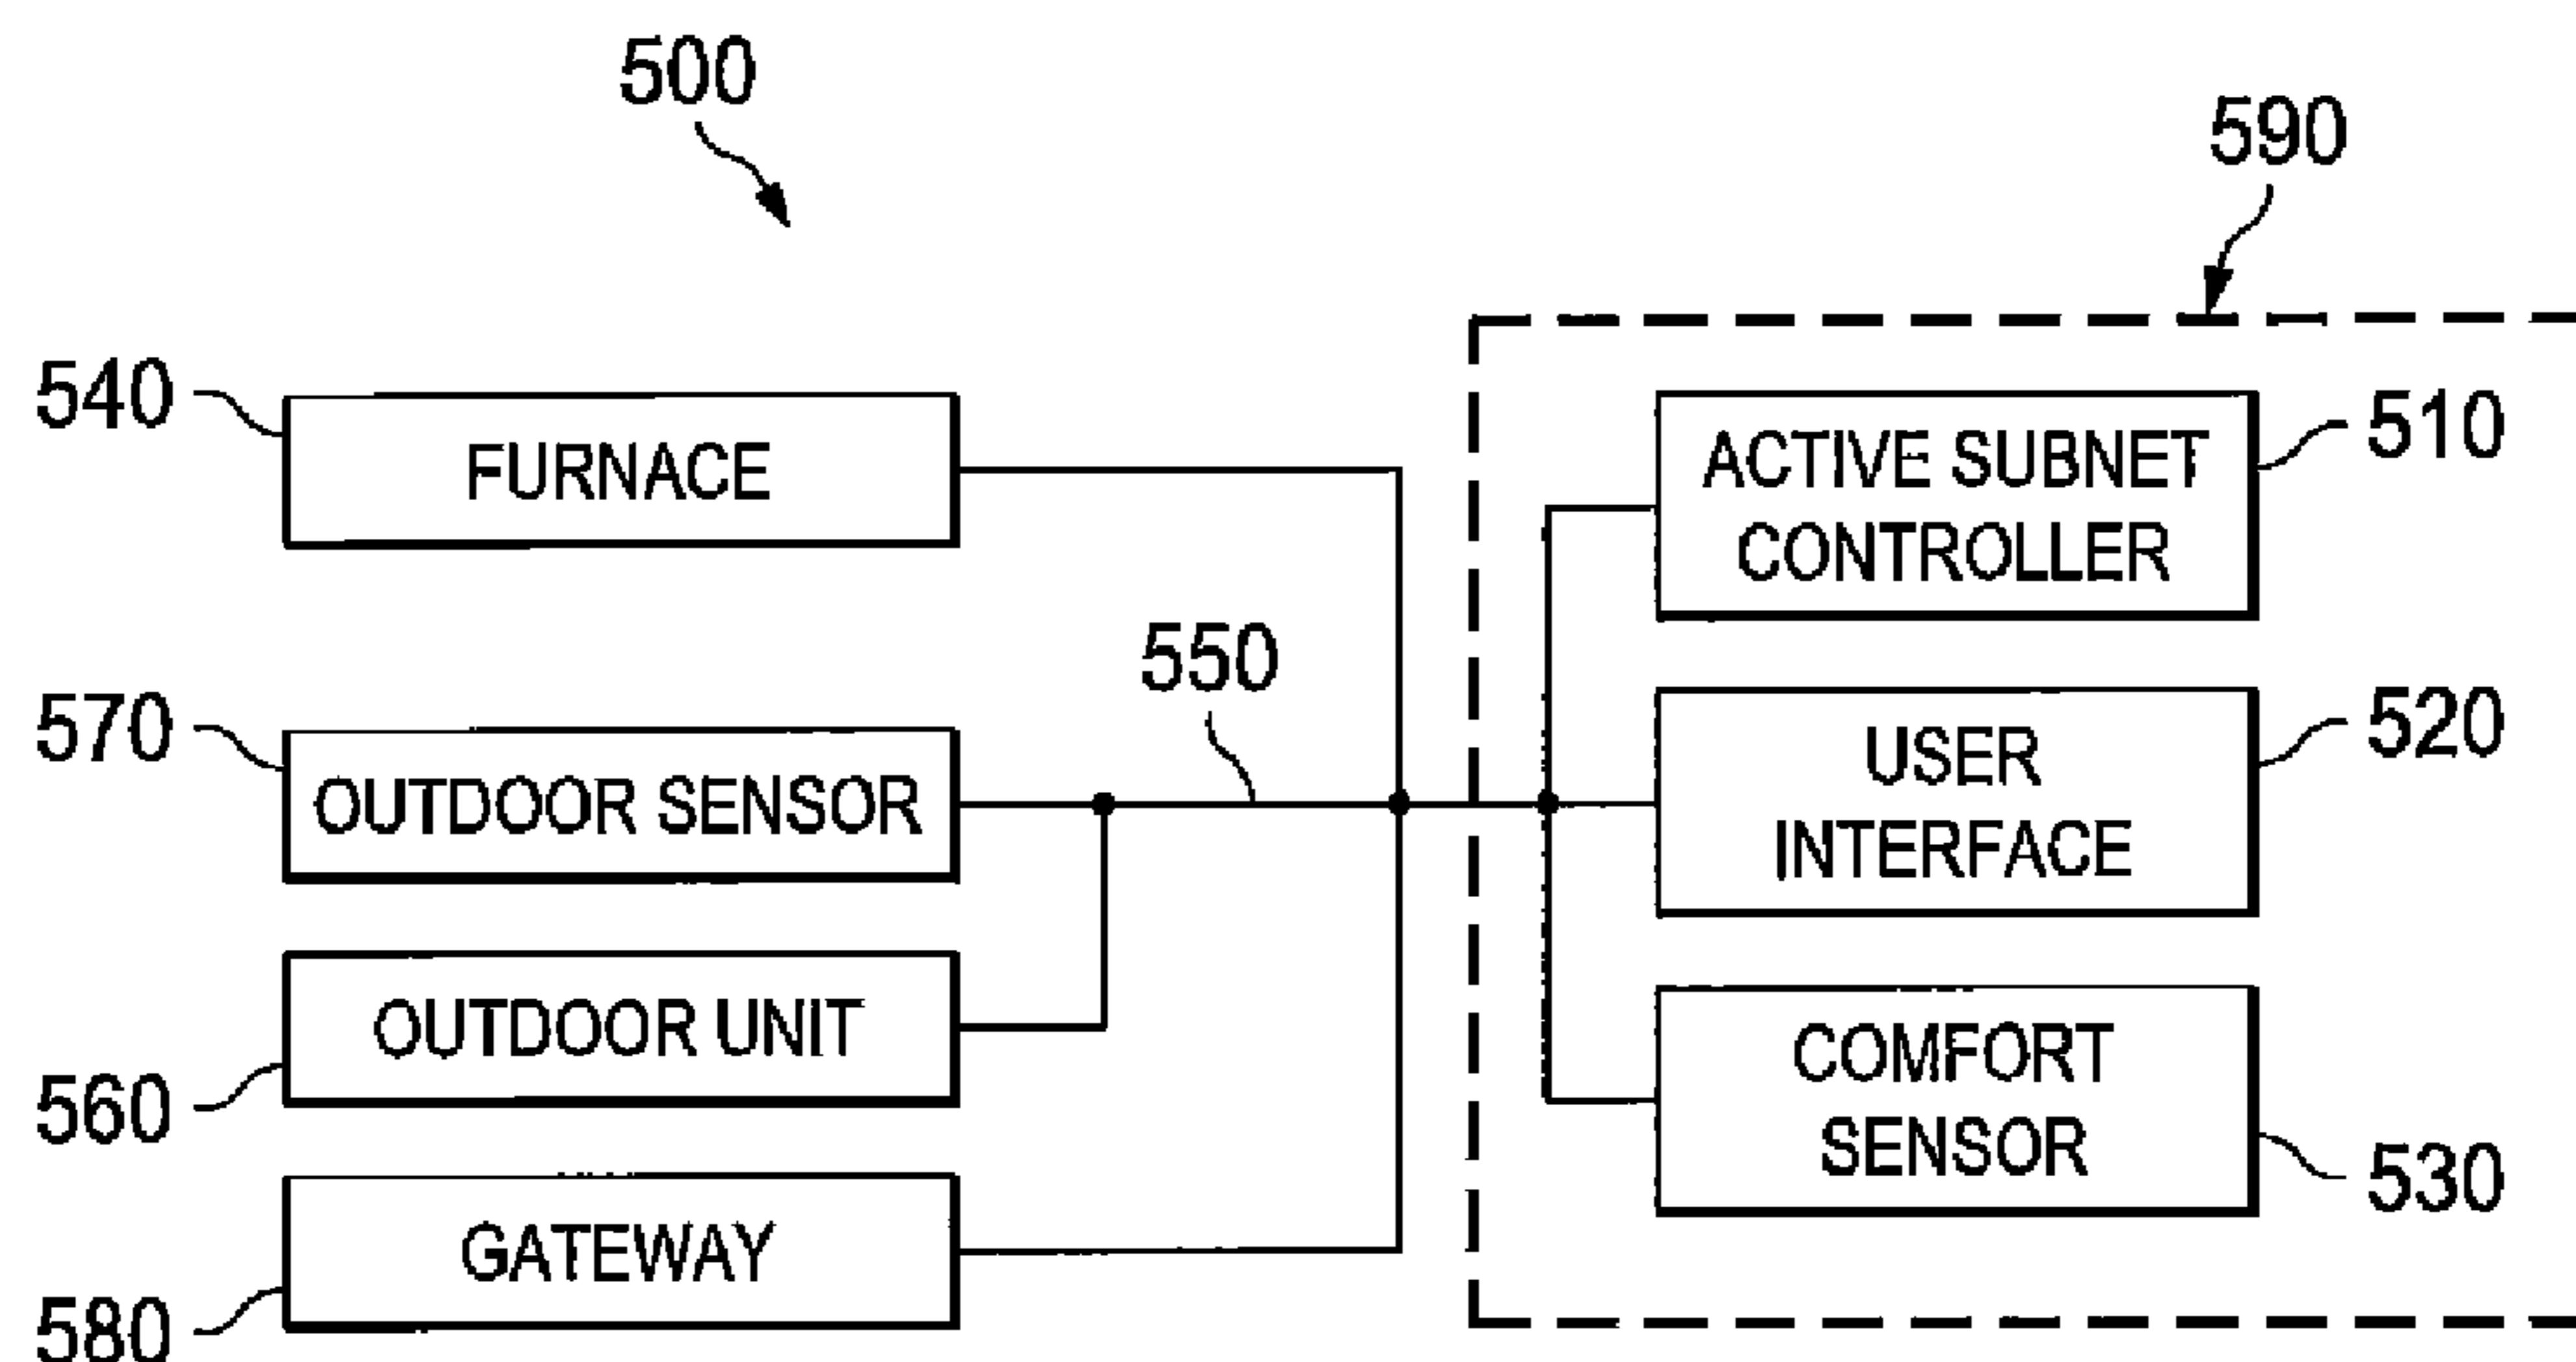 500
590
540
FURNACE
ACTIVE SUBNET
CONTROLLER
510
570
OUTDOOR SENSOR
550
USER
INTERFACE
520
OUTDOOR UNIT
560
COMFORT
SENSOR
530
GATEWAY
580